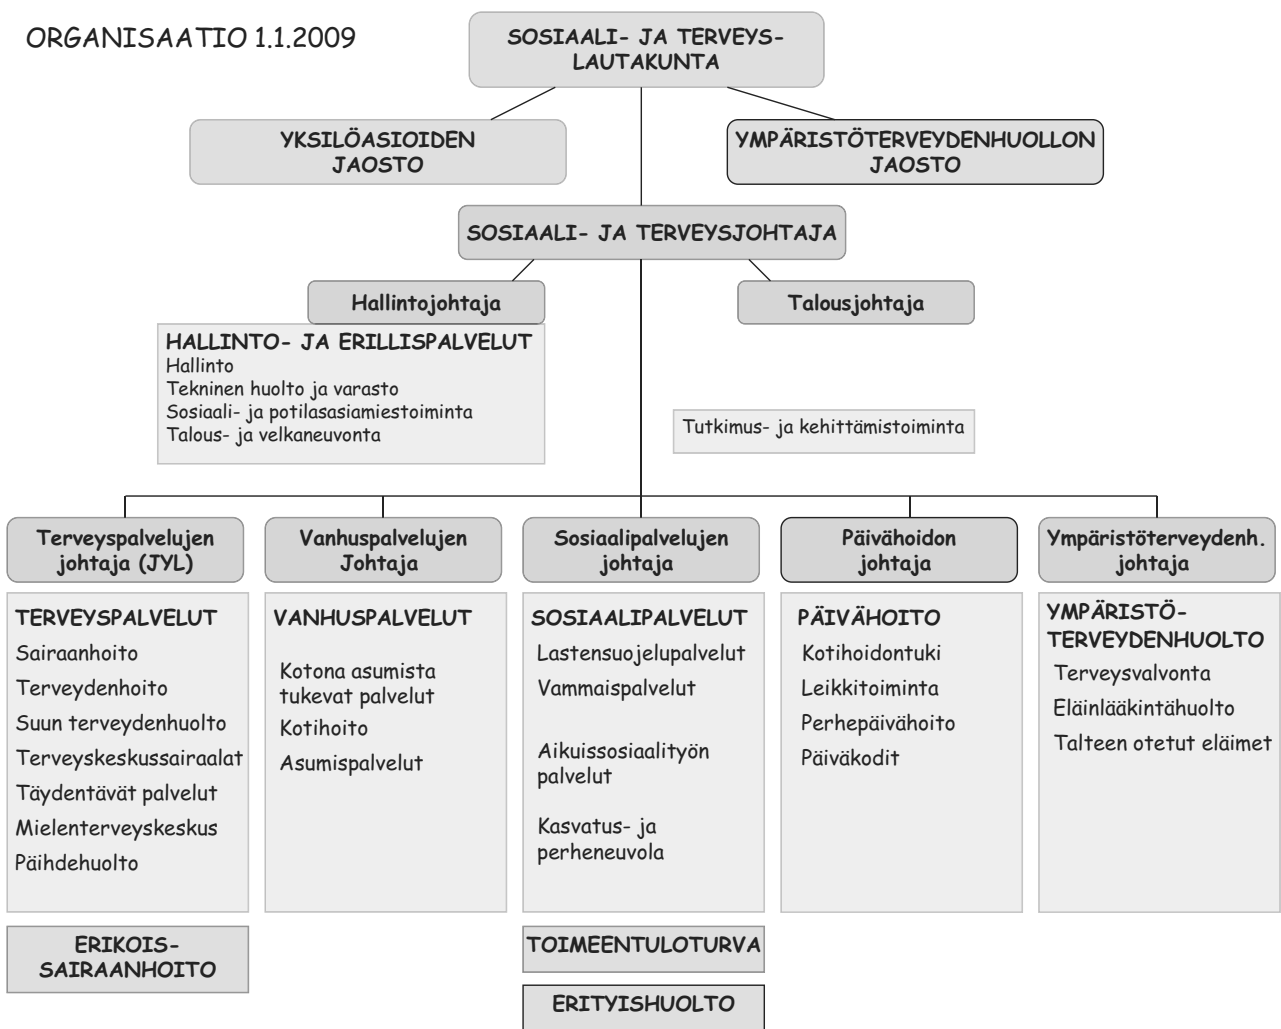 ORGANISAATIO 1.1.2009
SOSIAALI- JA TERVEYS-
LAUTAKUNTA
YKSILÖASIOIDEN
JAOSTO
YMPÄRISTÖTERVEYDENHUOLLON
JAOSTO
SOSIAALI- JA TERVEYSJOHTAJA
Hallintojohtaja
Talousjohtaja
HALLINTO- JA ERILLISPALVELUT
Hallinto
Tekninen huolto ja varasto
Sosiaali- ja potilasasiamiestoiminta
Talous- ja velkaneuvonta
Tutkimus- ja kehittämistoiminta
Terveyspalvelujen
johtaja (JYL)
Vanhuspalvelujen
Johtaja
Sosiaalipalvelujen
johtaja
Päivähoidon
johtaja
Ympäristöterveydenh.
johtaja
TERVEYSPALVELUT
Sairaanhoito
Terveydenhoito
Suun terveydenhuolto
Terveyskeskussairaalat
Täydentävät palvelut
Mielenterveyskeskus
Päihdehuolto
VANHUSPALVELUT
Kotona asumista
tukevat palvelut
Kotihoito
Asumispalvelut
SOSIAALIPALVELUT
Lastensuojelupalvelut
Vammaispalvelut
Aikuissosiaalityön
palvelut
Kasvatus- ja
perheneuvola
PÄIVÄHOITO
Kotihoidontuki
Leikkitoiminta
Perhepäivähoito
Päiväkodit
YMPÄRISTÖ-
TERVEYDENHUOLTO
Terveysvalvonta
Eläinlääkintähuolto
Talteen otetut eläimet
ERIKOIS-
SAIRAANHOITO
TOIMEENTULOTURVA
ERITYISHUOLTO